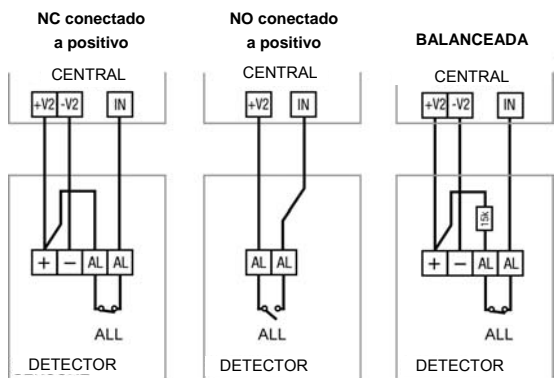 NC conectado
a positivo
CENTRAL
+V2 -V2 IN
+ – AL AL
ALL
DETECTOR
NO conectado
a positivo
CENTRAL
+V2 IN
AL AL
ALL
DETECTOR
BALANCEADA
CENTRAL
+V2 -V2 IN
15k
+ – AL AL
ALL
DETECTOR